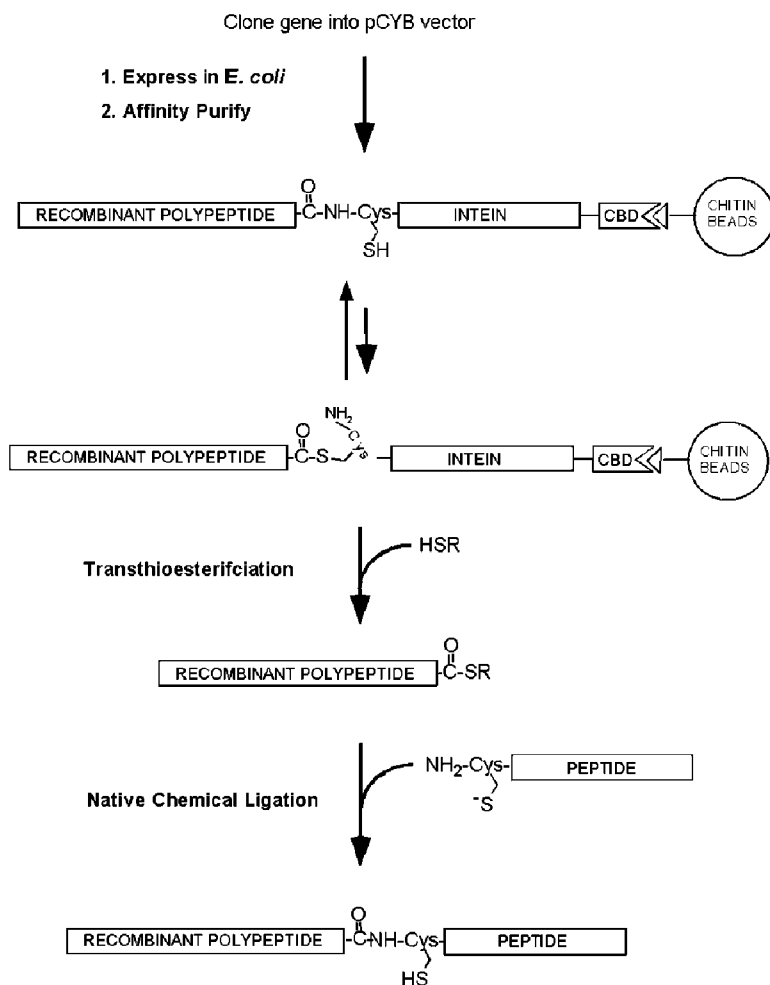 Clone gene into pCYB vector
1. Express in E. coli
2. Affinity Purify
RECOMBINANT POLYPEPTIDE
O
C-NH-Cys
SH
INTEIN
CBD
CHITIN
BEADS
RECOMBINANT POLYPEPTIDE
O
C-S
NH2
Cys
INTEIN
CBD
CHITIN
BEADS
Transthioesterifciation
HSR
RECOMBINANT POLYPEPTIDE
O
C-SR
Native Chemical Ligation
NH2-Cys
-S
PEPTIDE
RECOMBINANT POLYPEPTIDE
O
C-NH-Cys
HS
PEPTIDE